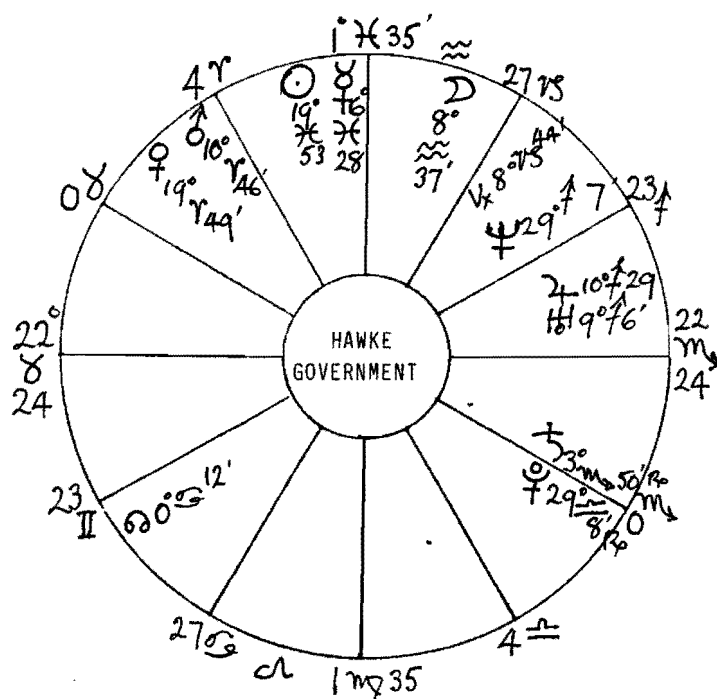 1° ♓ 35′
♒
4 ♈
27 ♑
☉ 19° ♓ 53
☿ 6° ♓ 28
☽ 8° ♒ 37′
♂ 10° ♈ 46′
♀ 19° ♈ 49′
Vx 8° ♑ 44′
♆ 29° ♐ 7′
23 ♐
0 ♉
♃ 10° ♐ 29
♅ 9° ♐ 6′
22°
♉
24
HAWKE
GOVERNMENT
22
♏
24
♄ 3° ♏ 50′ ℞
♇ 29° ♎ 8′ ℞
0 ♏
23
♊
☊ 0° ♋ 12′
27 ♋
♌
1 ♍ 35
4 ♎